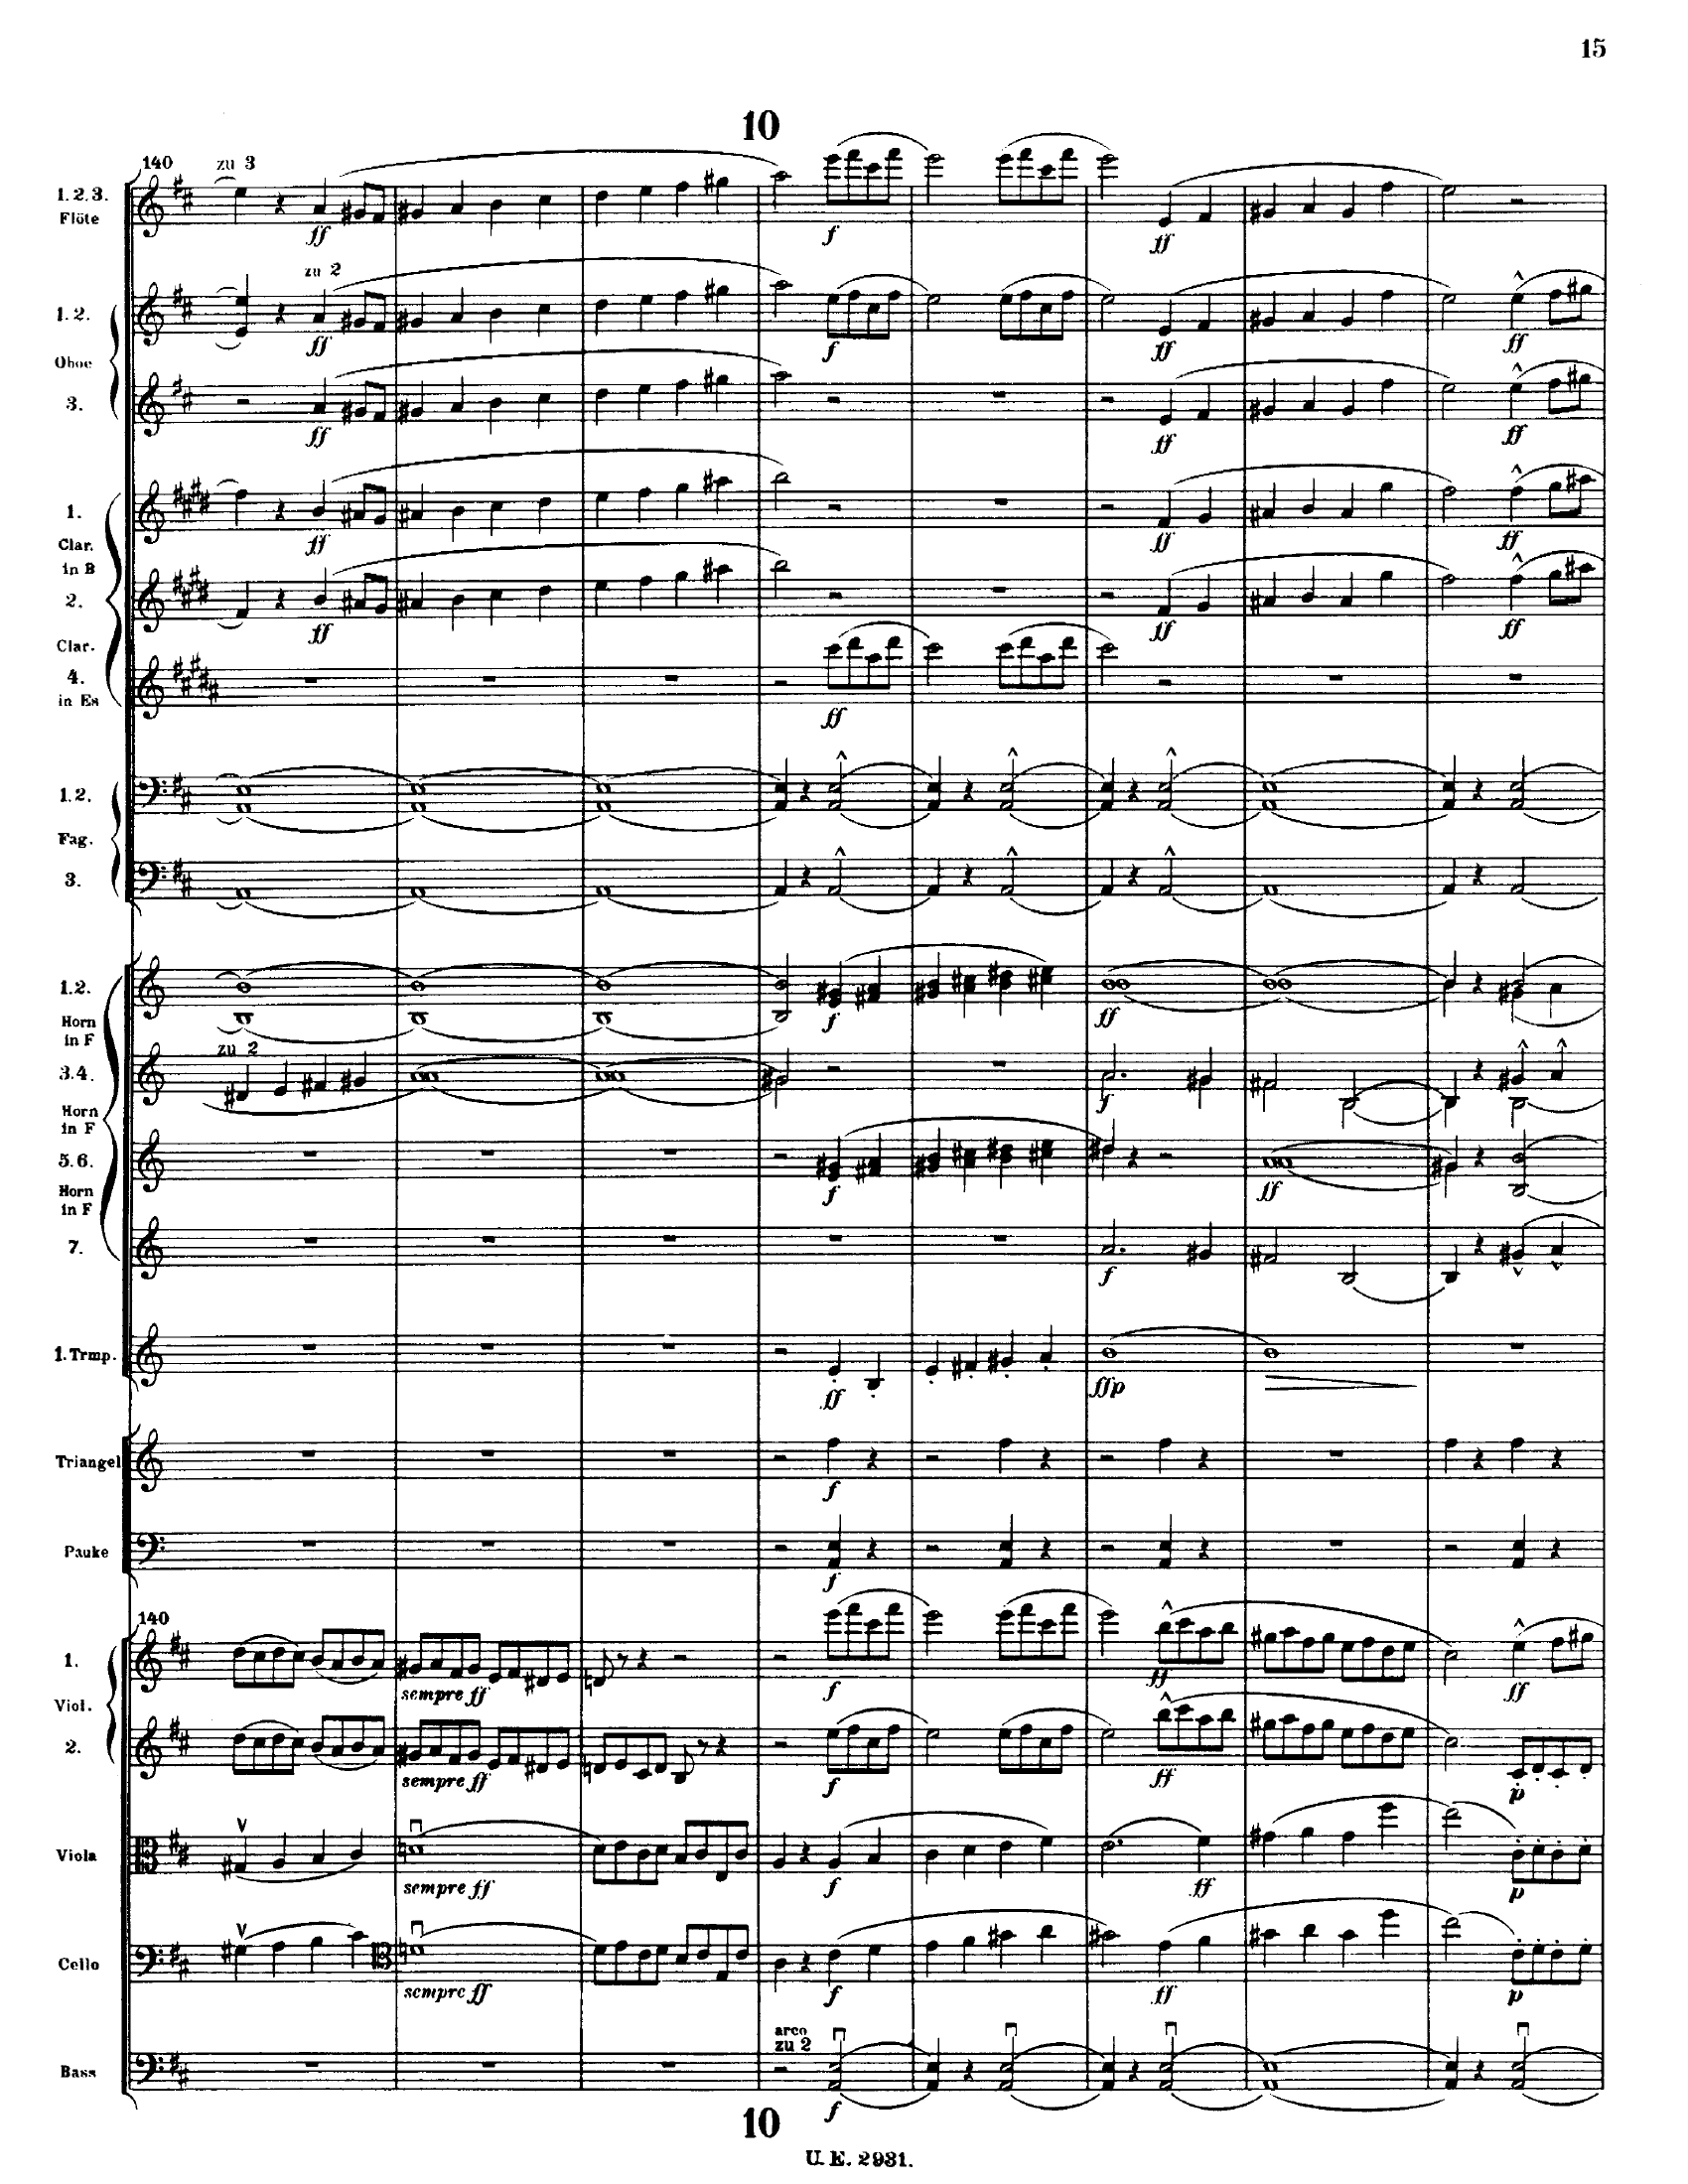 15
10
140 zu 3
1.2.3.
Flöte
ff f ff
zu 2
1.2.
ff f ff ff
Oboe
3.
ff ff ff
1.
ff ff ff
Clar.
in B
2.
ff ff ff
Clar.
4.
in Es
ff
1.2.
Fag.
3.
1.2.
f ff
Horn
in F
zu 2
3.4.
f
Horn
in F
5.6.
f ff
Horn
in F
7.
f
1.Trmp.
ff ffp
Triangel
f
Pauke
f
140
1.
sempre ff f ff ff
Viol.
2.
sempre ff f ff p
Viola
sempre ff f ff p
Cello
sempre ff f ff p
arco
zu 2
Bass
f
10
U. E. 2931.